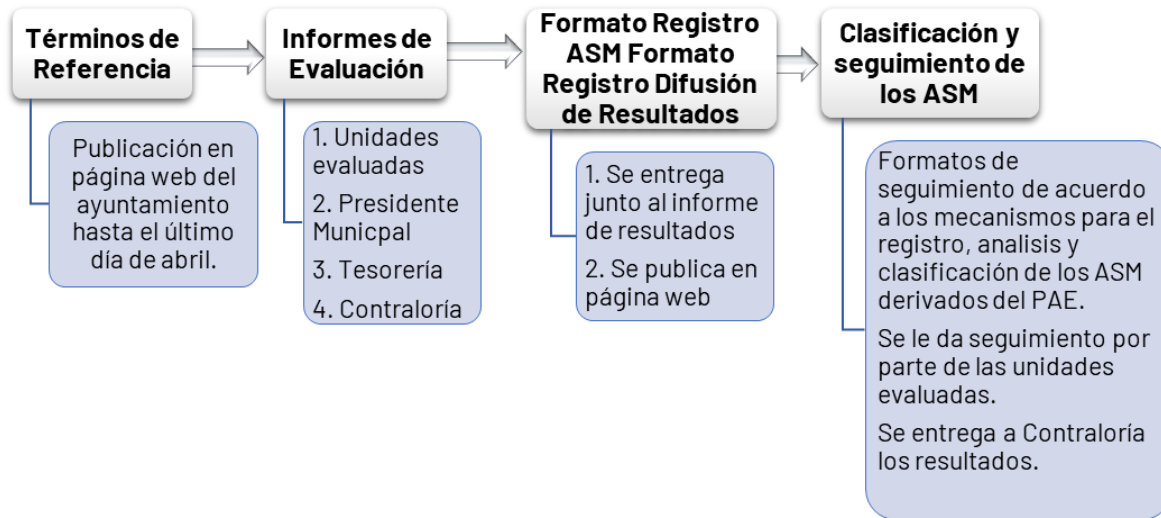 Términos de
Referencia
Publicación en
página web del
ayuntamiento
hasta el último
día de abril.
Informes de
Evaluación
1. Unidades
evaluadas
2. Presidente
Municpal
3. Tesorería
4. Contraloría
Formato Registro
ASM Formato
Registro Difusión
de Resultados
1. Se entrega
junto al informe
de resultados
2. Se publica en
página web
Clasificación y
seguimiento de
los ASM
Formatos de
seguimiento de acuerdo
a los mecanismos para el
registro, analisis y
clasificación de los ASM
derivados del PAE.
Se le da seguimiento por
parte de las unidades
evaluadas.
Se entrega a Contraloría
los resultados.